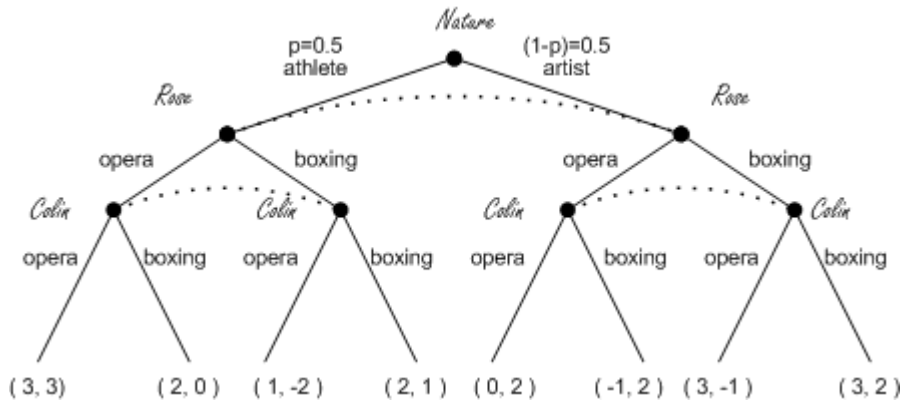 Nature
p=0.5 (1-p)=0.5
athlete artist
Rose Rose
opera boxing opera boxing
Colin Colin Colin Colin
opera boxing opera boxing opera boxing opera boxing
( 3, 3) ( 2, 0 ) ( 1, -2 ) ( 2, 1 ) ( 0, 2 ) ( -1, 2 ) ( 3, -1 ) ( 3, 2 )